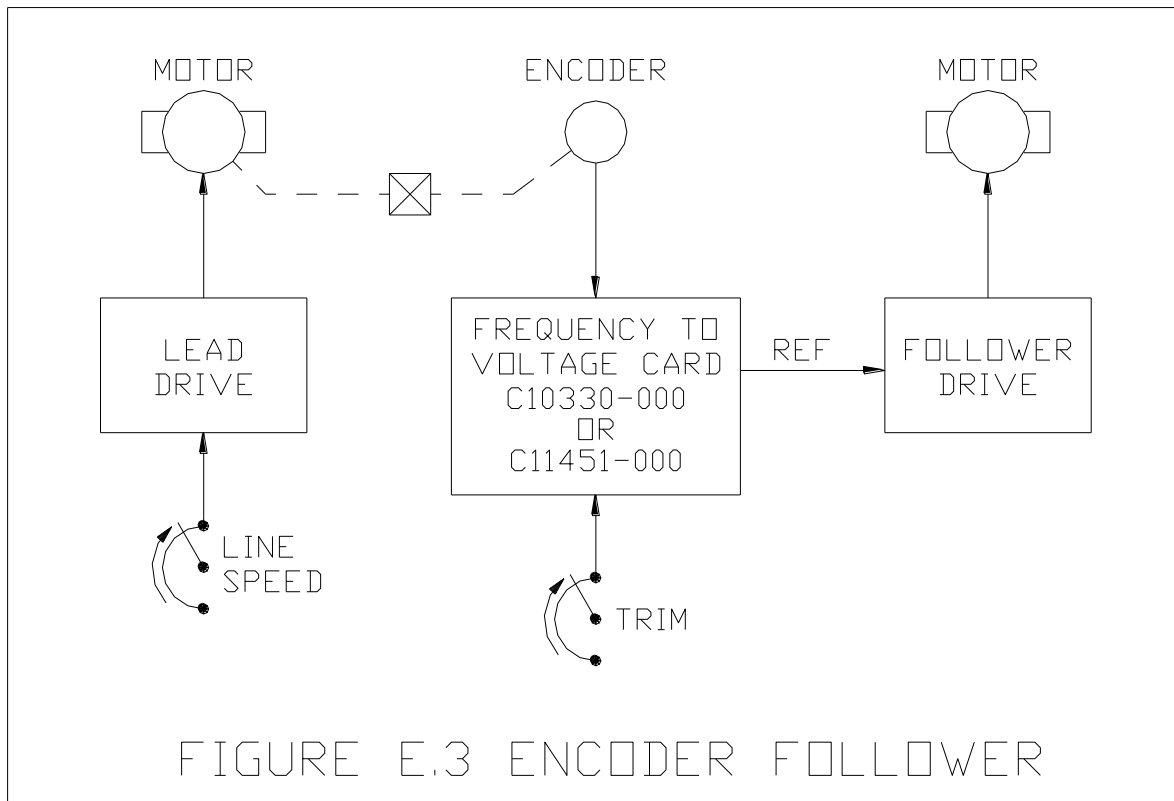 MOTOR
ENCODER
MOTOR
LEAD
DRIVE
FREQUENCY TO
VOLTAGE CARD
C10330-000
OR
C11451-000
REF
FOLLOWER
DRIVE
LINE
SPEED
TRIM
FIGURE E.3 ENCODER FOLLOWER